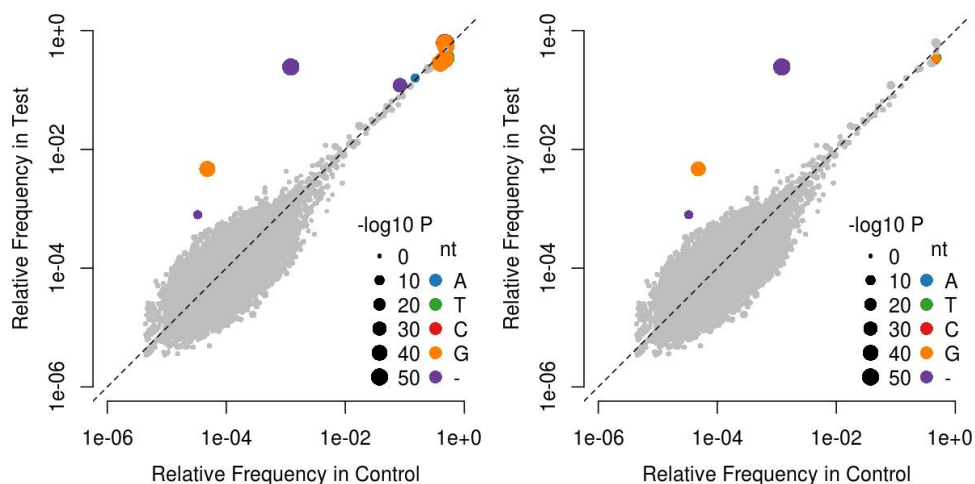 1e+0
1e-02
1e-04
1e-06
Relative Frequency in Test
-log10 P
nt
0
10 A
20 T
30 C
40 G
50 -
1e-06 1e-04 1e-02 1e+0
Relative Frequency in Control
1e+0
1e-02
1e-04
1e-06
Relative Frequency in Test
-log10 P
nt
0
10 A
20 T
30 C
40 G
50 -
1e-06 1e-04 1e-02 1e+0
Relative Frequency in Control